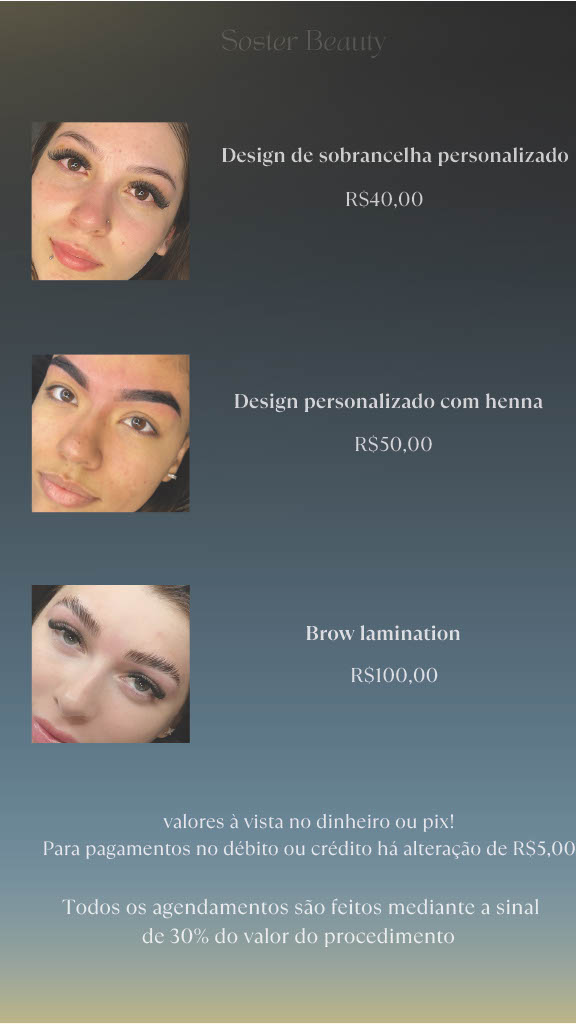 Soster Beauty
Design de sobrancelha personalizado
R$40,00
Design personalizado com henna
R$50,00
Brow lamination
R$100,00
valores à vista no dinheiro ou pix!
Para pagamentos no débito ou crédito há alteração de R$5,00
Todos os agendamentos são feitos mediante a sinal
de 30% do valor do procedimento